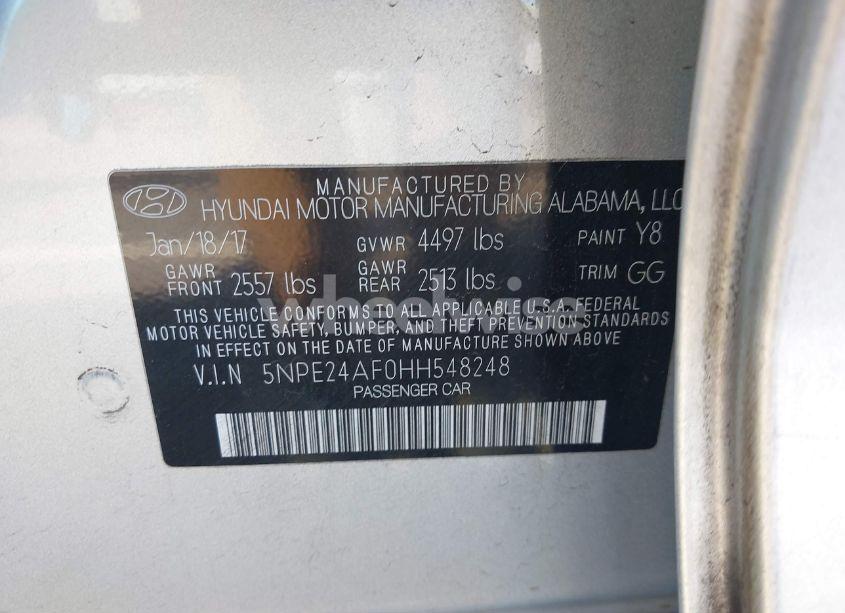 MANUFACTURED BY
HYUNDAI MOTOR MANUFACTURING ALABAMA, LLC
Jan/18/17 GVWR 4497 lbs PAINT Y8
GAWR FRONT 2557 lbs GAWR REAR 2513 lbs TRIM GG
THIS VEHICLE CONFORMS TO ALL APPLICABLE U.S.A. FEDERAL
MOTOR VEHICLE SAFETY, BUMPER, AND THEFT PREVENTION STANDARDS
IN EFFECT ON THE DATE OF MANUFACTURE SHOWN ABOVE
V.I.N 5NPE24AF0HH548248
PASSENGER CAR
wheelwise